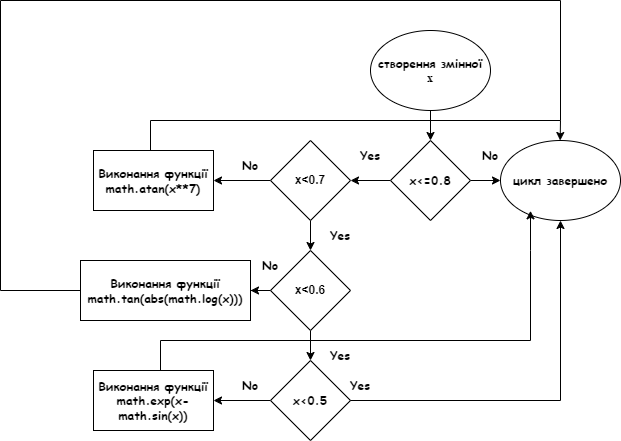 створення змінної
x
Yes
No
No
Виконання функції
math.atan(x**7)
x<0.7
x<=0.8
цикл завершено
Yes
No
Виконання функції
math.tan(abs(math.log(x)))
x<0.6
Yes
No
Yes
Виконання функції
math.exp(x-
math.sin(x))
x<0.5